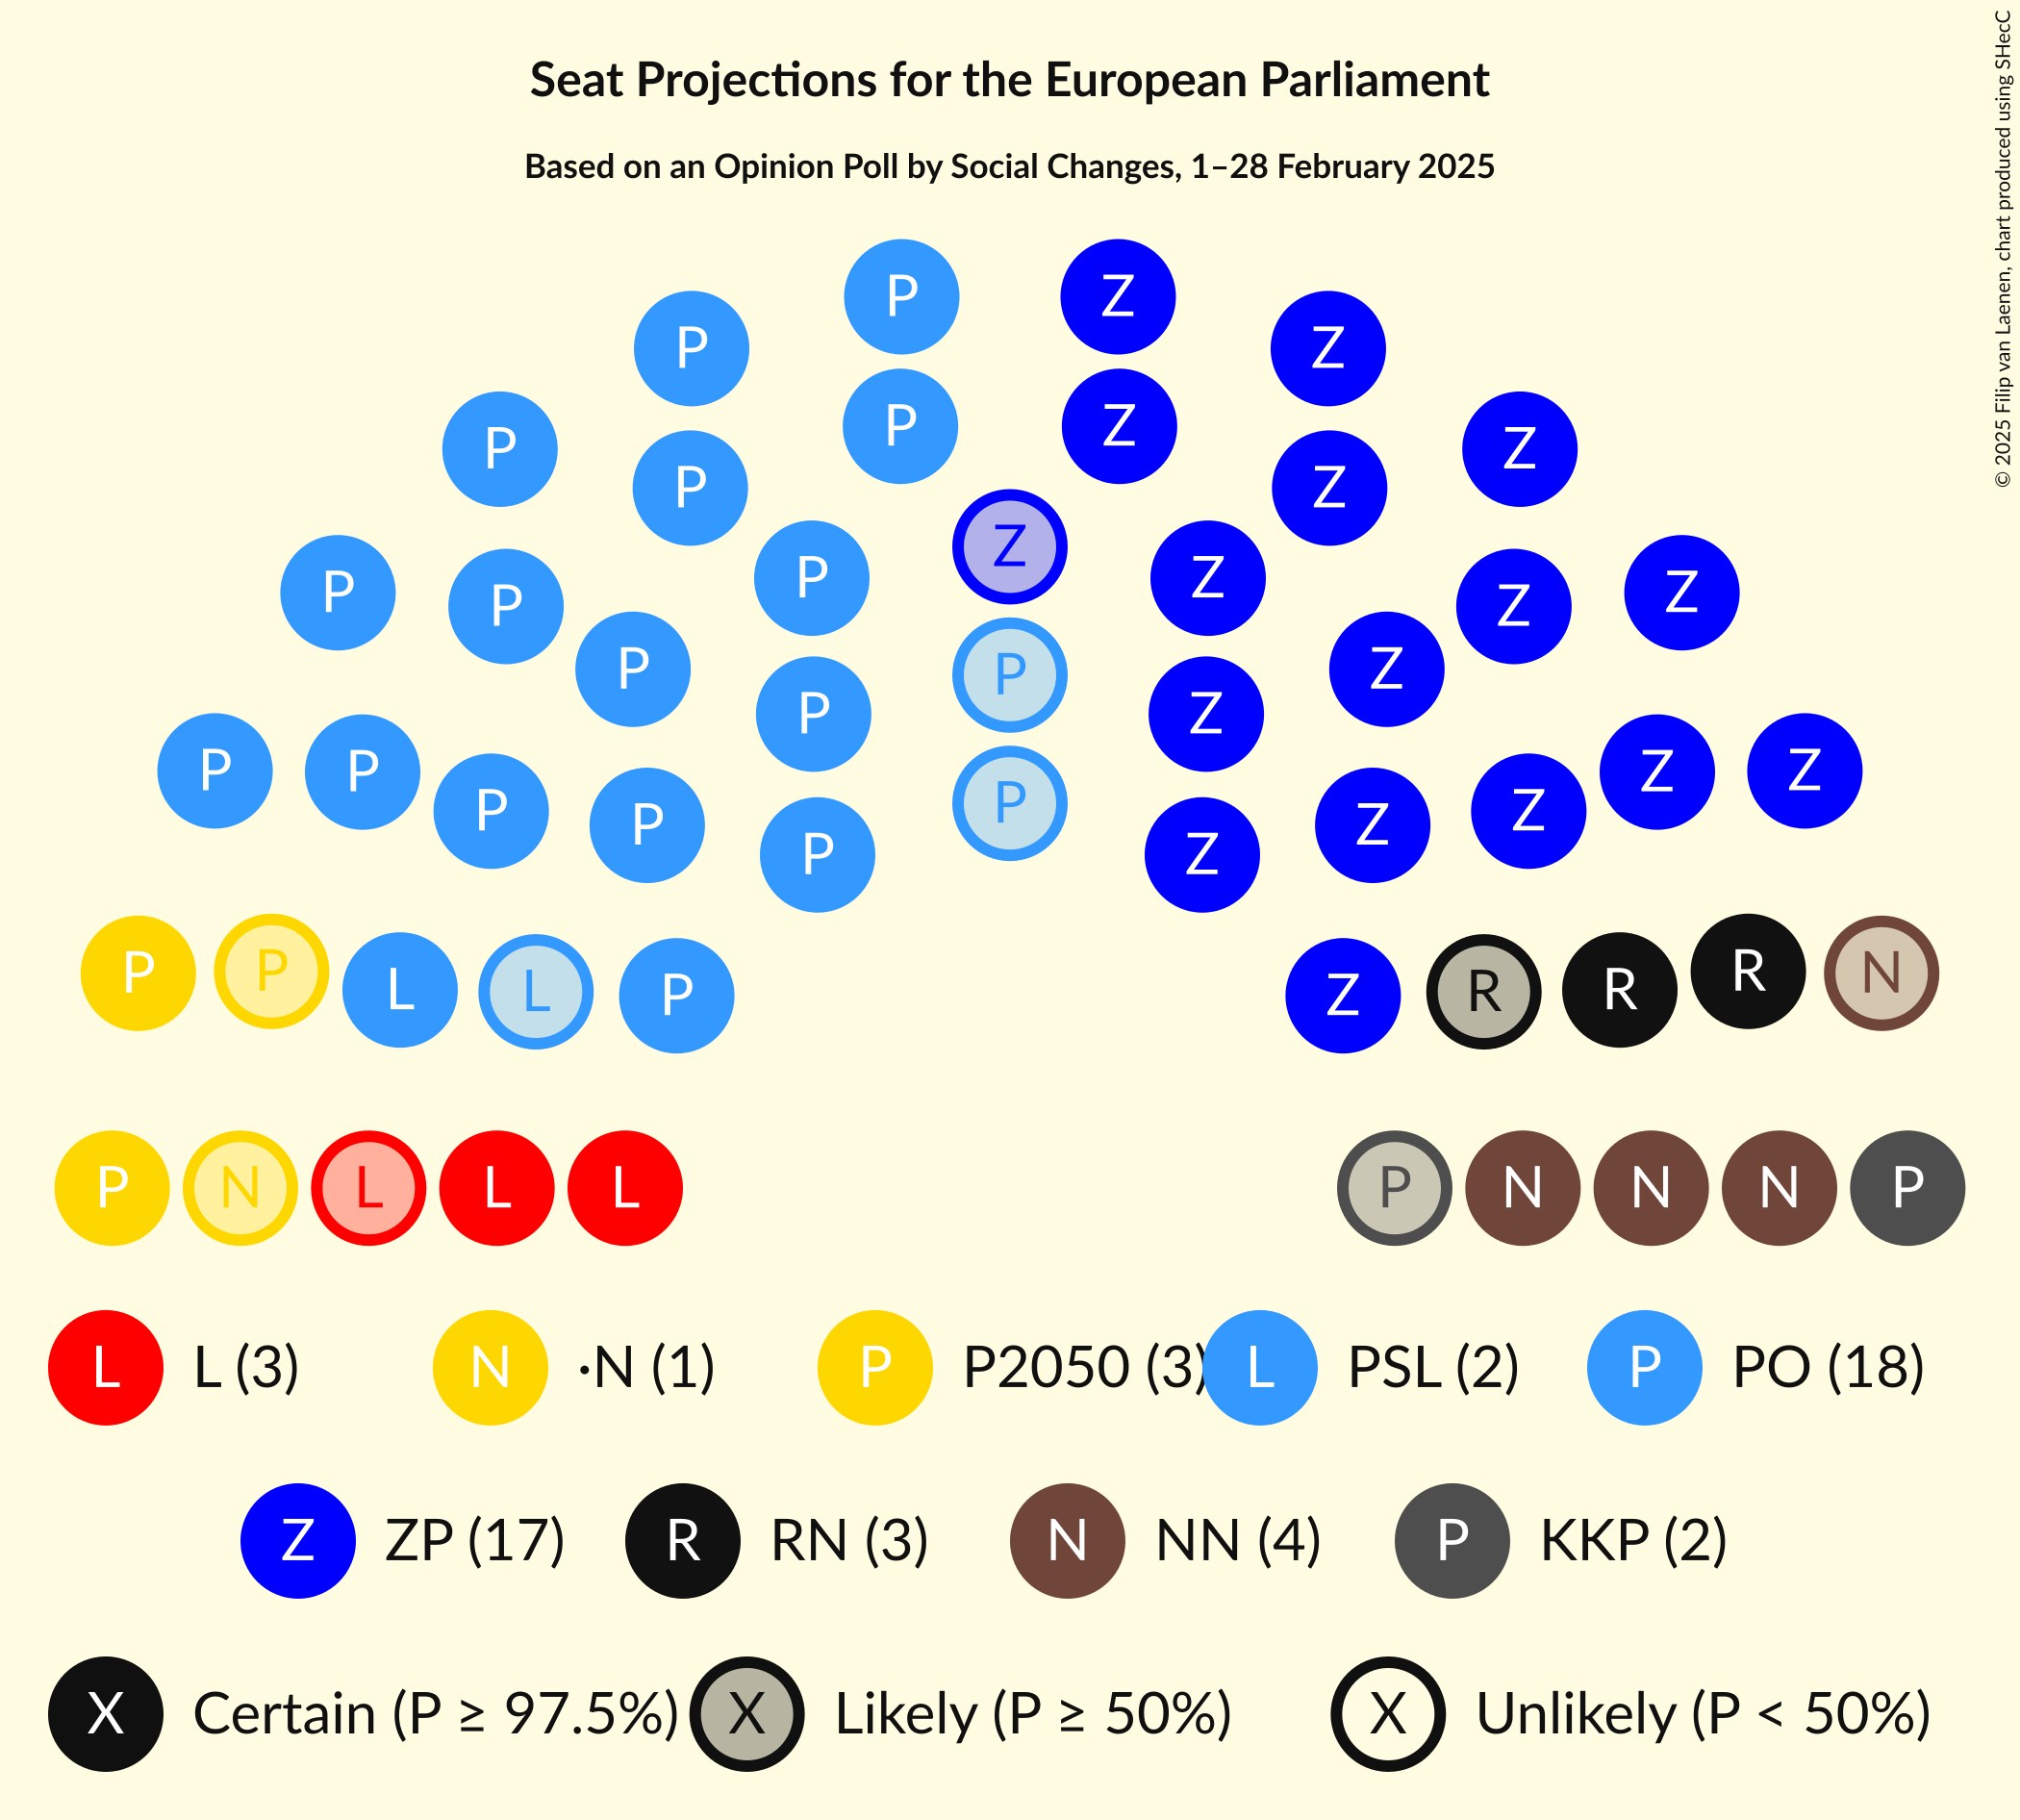 Seat Projections for the European Parliament
Based on an Opinion Poll by Social Changes, 1–28 February 2025
© 2025 Filip van Laenen, chart produced using SHecC
P Z
P Z
P Z
P Z
P Z
Z
P Z
P Z
P Z
P
P Z
P Z
P
P Z
P Z
P Z
P Z
P Z
P P L L P Z R R R N
P N L L L P N N N P
L L (3) N ·N (1) P P2050 (3) L PSL (2) P PO (18)
Z ZP (17) R RN (3) N NN (4) P KKP (2)
X Certain (P ≥ 97.5%) X Likely (P ≥ 50%) X Unlikely (P < 50%)